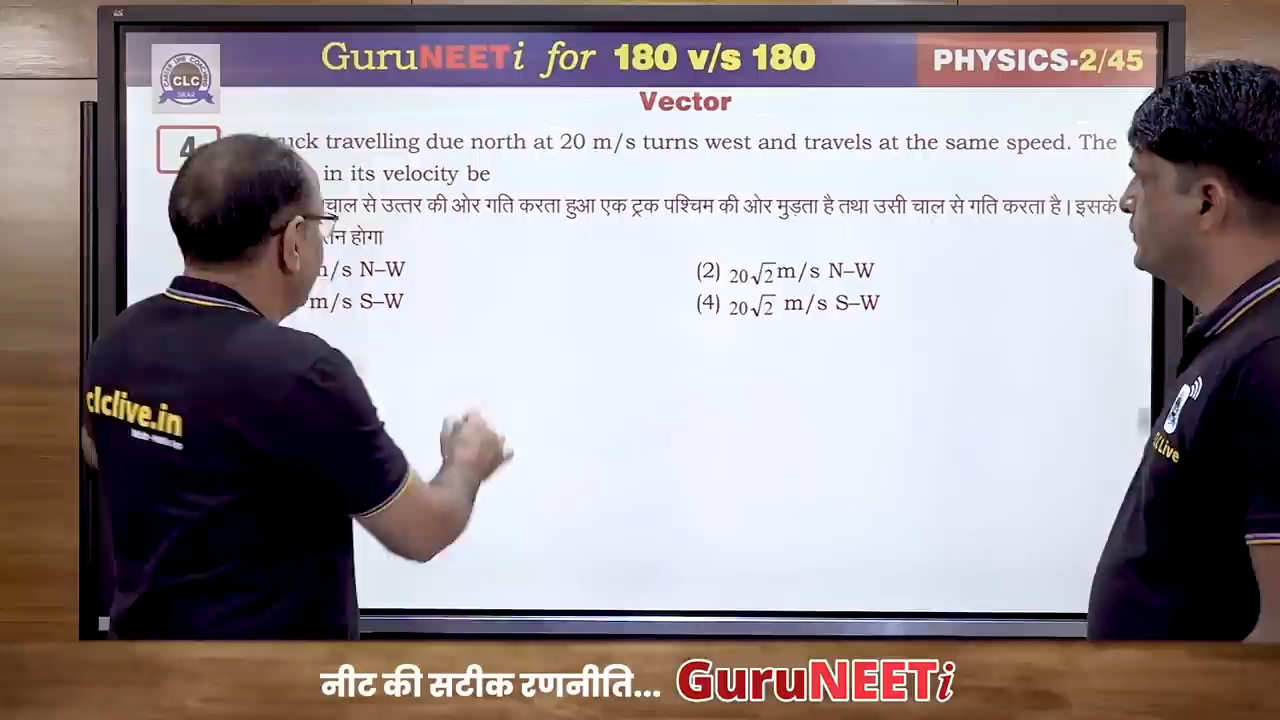 GuruNEETi for 180 v/s 180
PHYSICS-2/45
CLC
SIKAR
Vector
4
travelling due north at 20 m/s turns west and travels at the same speed. The
in its velocity be
चाल से उत्तर की ओर गति करता हुआ एक ट्रक पश्चिम की ओर मुड़ता है तथा उसी चाल से गति करता है। इसके
होगा
m/s N–W
(2) 20√2 m/s N–W
m/s S–W
(4) 20√2 m/s S–W
clclive.in
Live
नीट की सटीक रणनीति... GuruNEETi